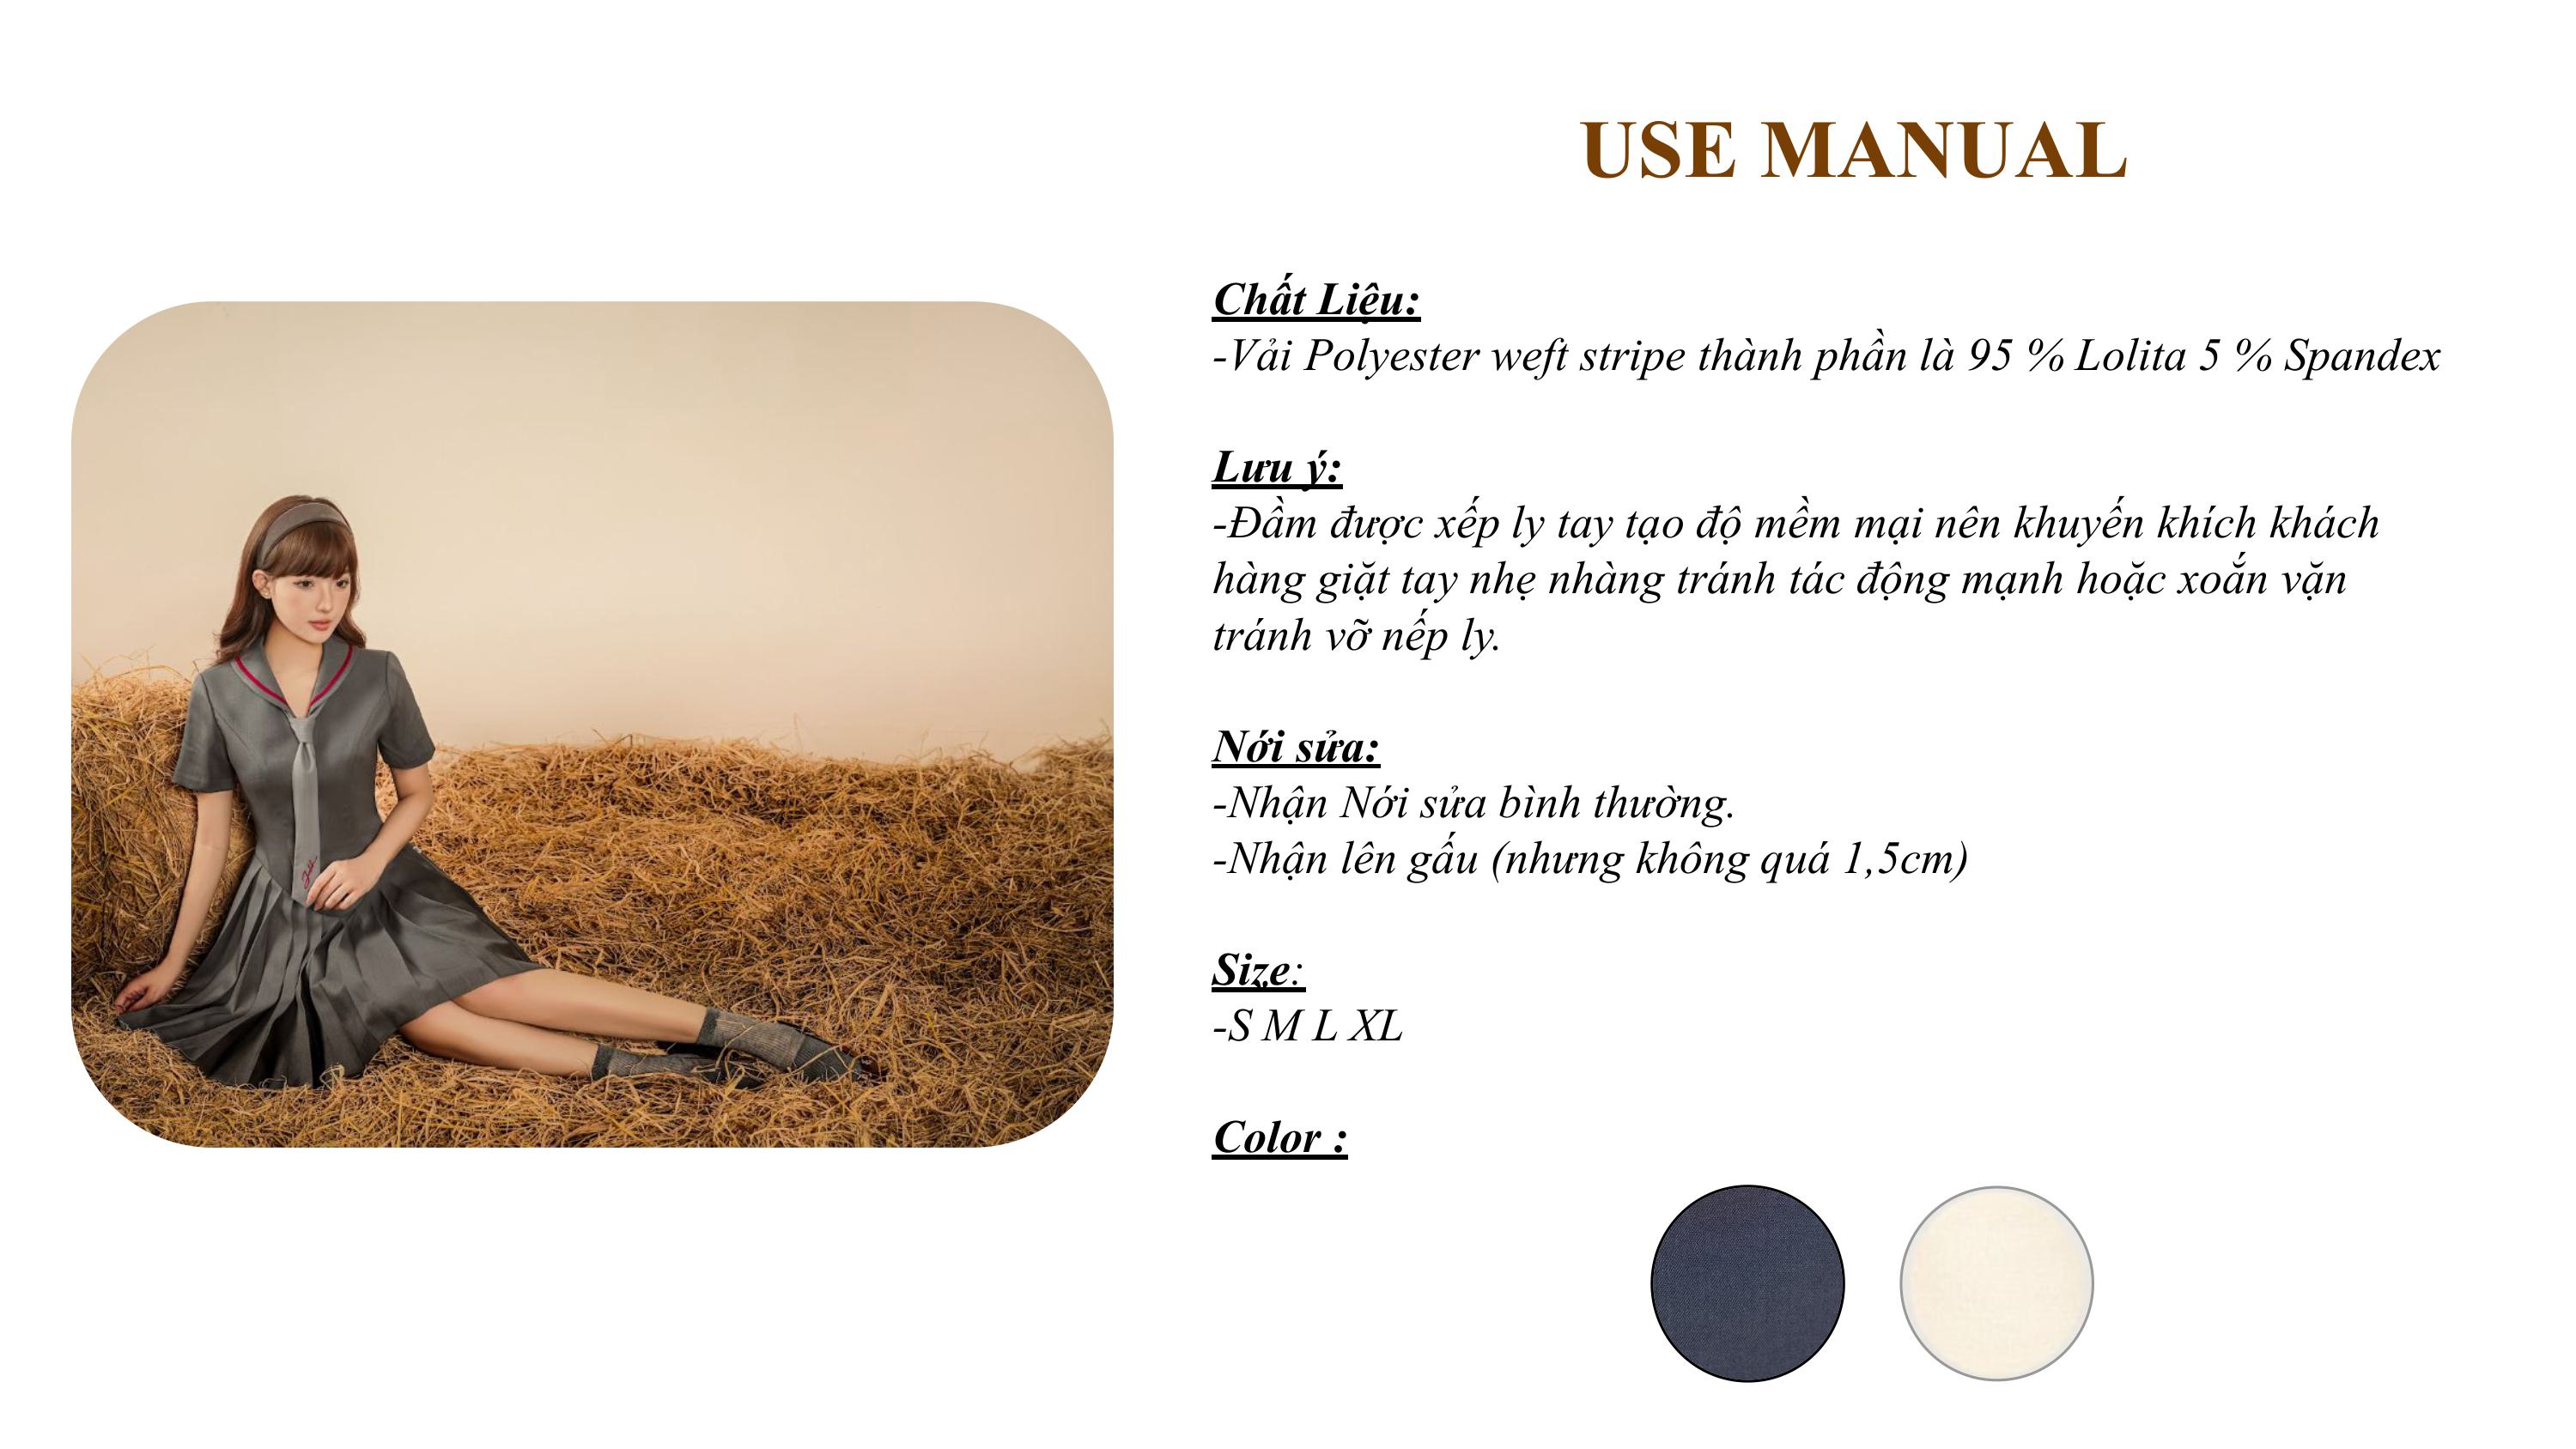 USE MANUAL
Chất Liệu:
-Vải Polyester weft stripe thành phần là 95 % Lolita 5 % Spandex
Lưu ý:
-Đầm được xếp ly tay tạo độ mềm mại nên khuyến khích khách
hàng giặt tay nhẹ nhàng tránh tác động mạnh hoặc xoắn vặn
tránh vỡ nếp ly.
Nới sửa:
-Nhận Nới sửa bình thường.
-Nhận lên gấu (nhưng không quá 1,5cm)
Size:
-S M L XL
Color :